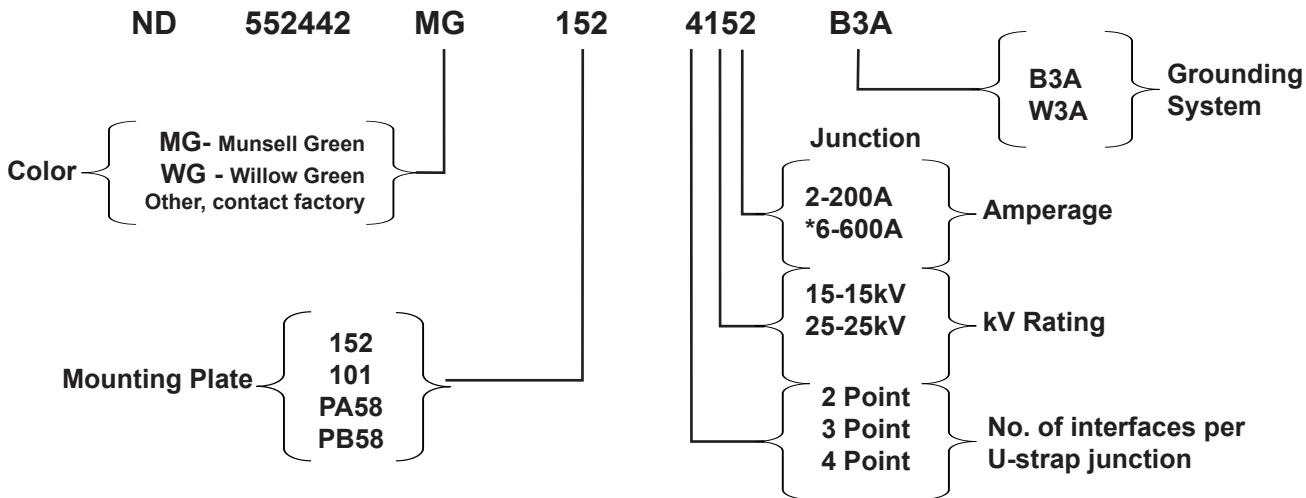 ND 552442 MG 152 4152 B3A
B3A
W3A
Grounding
System
Junction
Color
MG- Munsell Green
WG - Willow Green
Other, contact factory
2-200A
*6-600A
Amperage
15-15kV
25-25kV
kV Rating
Mounting Plate
152
101
PA58
PB58
2 Point
3 Point
4 Point
No. of interfaces per
U-strap junction